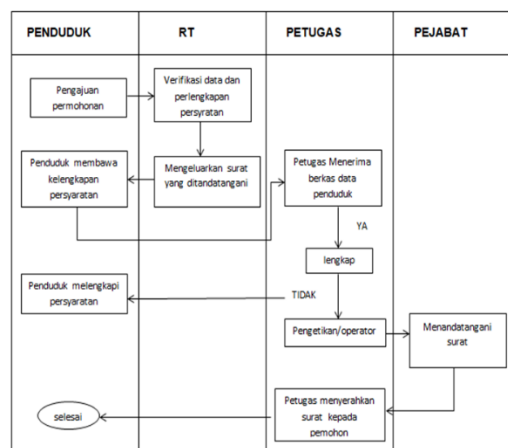 PENDUDUK
RT
PETUGAS
PEJABAT
Pengajuan
permohonan
Verifikasi data dan
perlengkapan
persyratan
Penduduk membawa
kelengkapan
persyaratan
Mengeluarkan surat
yang ditandatangani
Petugas Menerima
berkas data
penduduk
YA
lengkap
Penduduk melengkapi
persyaratan
TIDAK
Pengetikan/operator
Menandatangani
surat
Petugas menyerahkan
surat kepada
pemohon
selesai